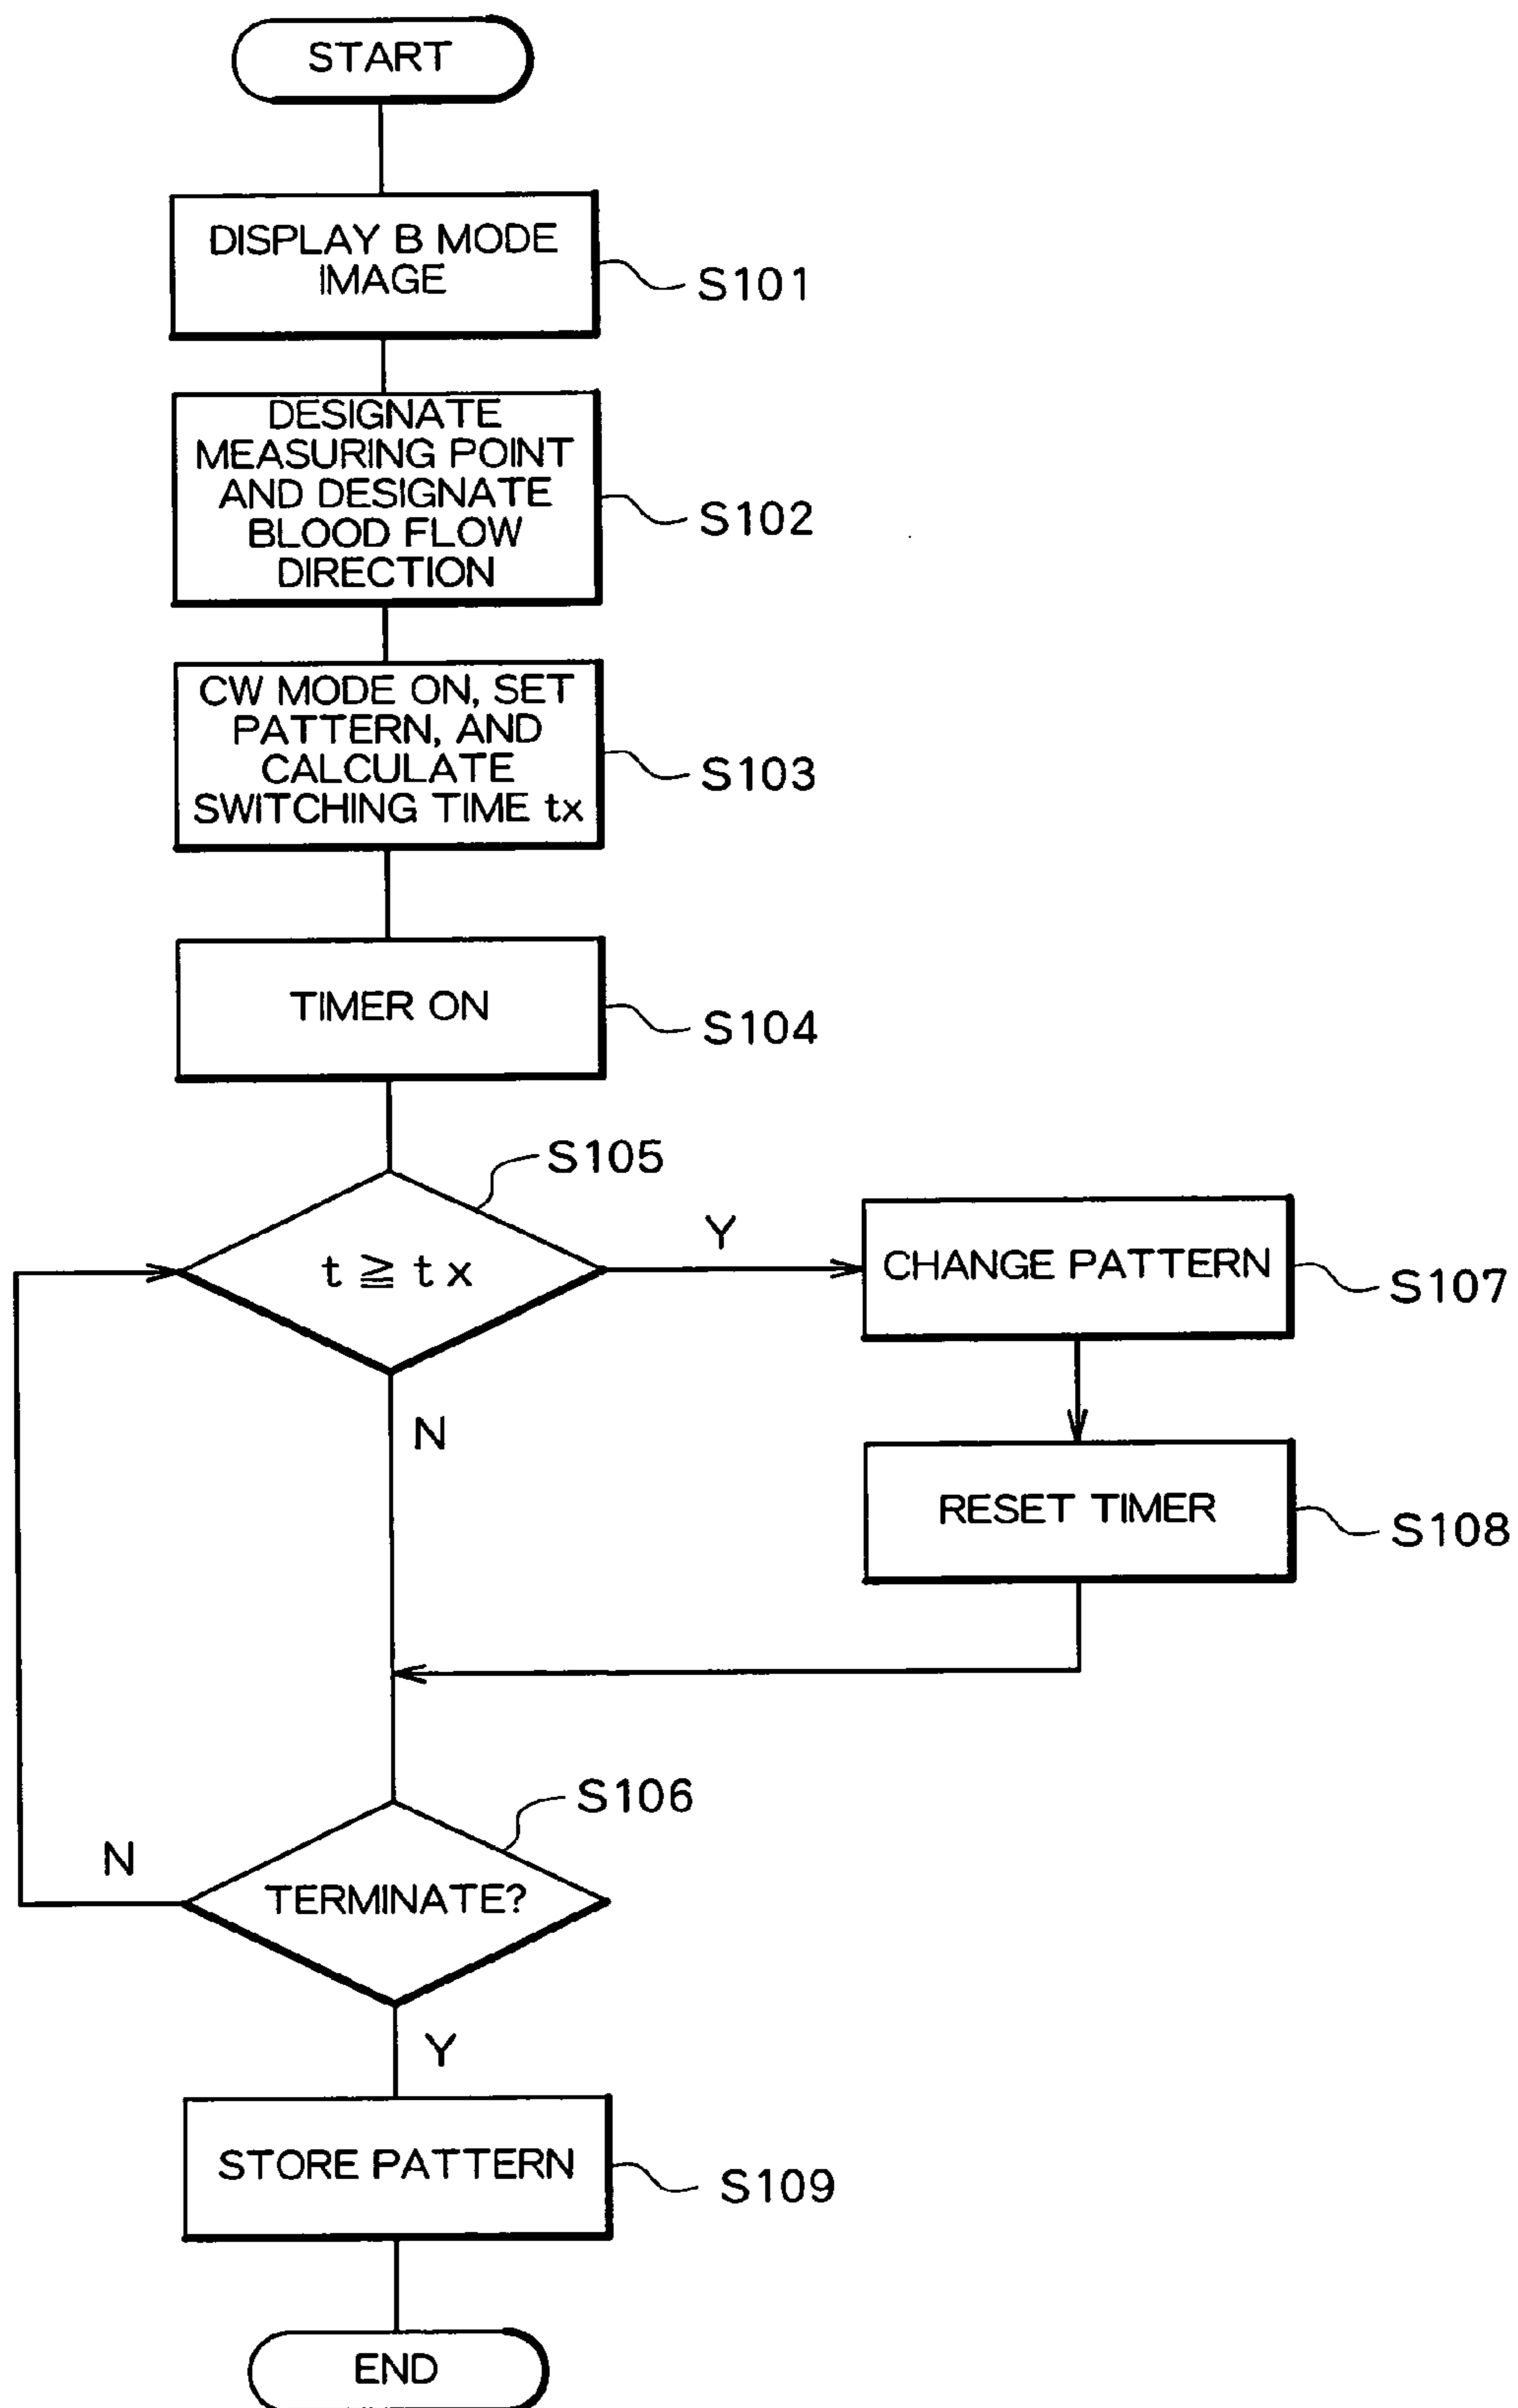 START
DISPLAY B MODE
IMAGE
S101
DESIGNATE
MEASURING POINT
AND DESIGNATE
BLOOD FLOW
DIRECTION
S102
CW MODE ON, SET
PATTERN, AND
CALCULATE
SWITCHING TIME tx
S103
TIMER ON
S104
S105
t ≧ tx
Y
CHANGE PATTERN
S107
N
RESET TIMER
S108
S106
N
TERMINATE?
Y
STORE PATTERN
S109
END